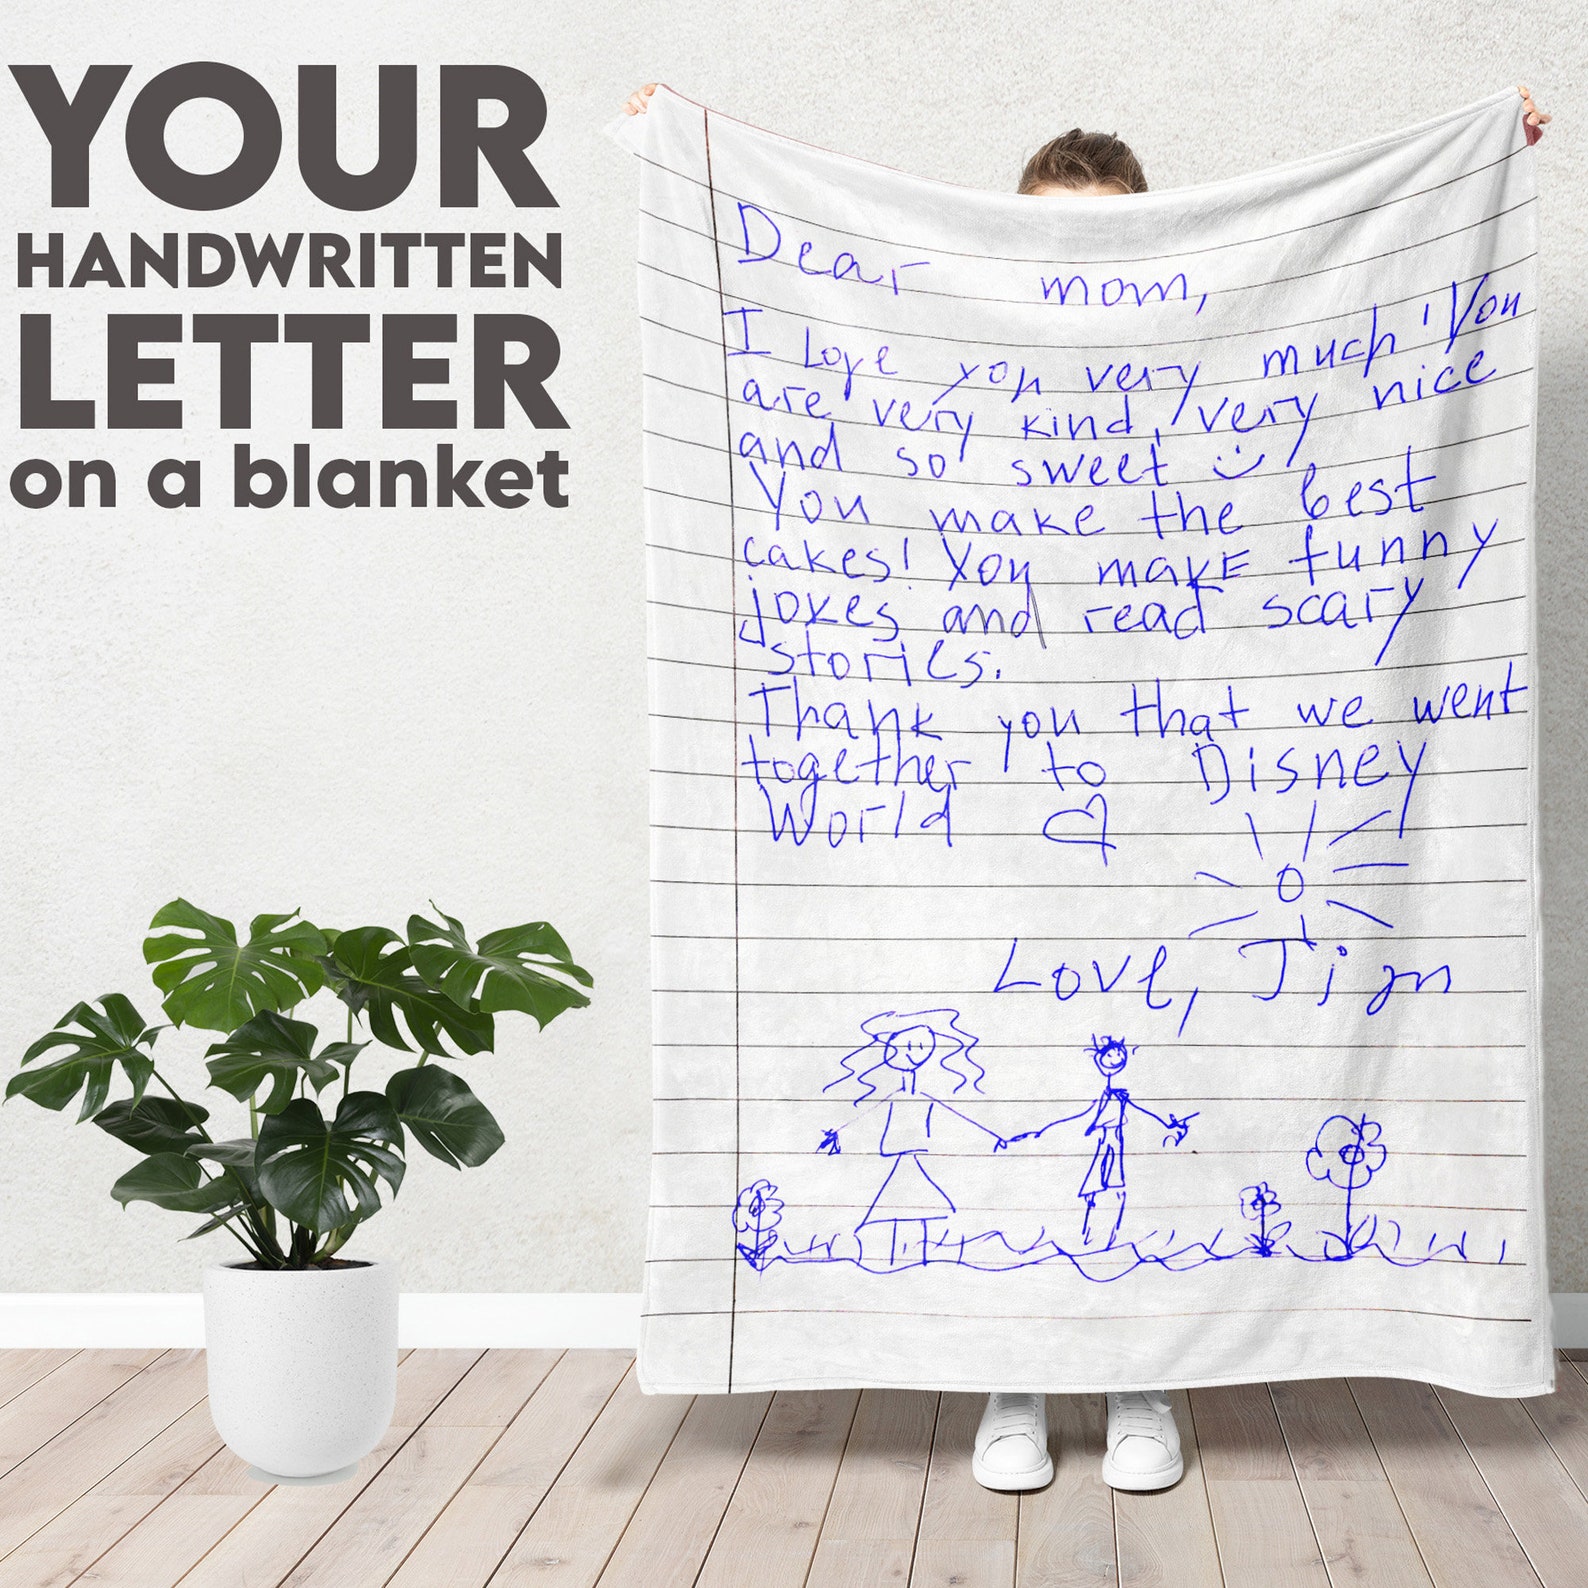 YOUR
HANDWRITTEN
LETTER
on a blanket
Dear mom,
I Love you very much! You
are very kind, very nice
and so sweet
You make the best
cakes! You makE funny
jokes and read scary
stories.
Thank you that we went
together to Disney
World
Love,